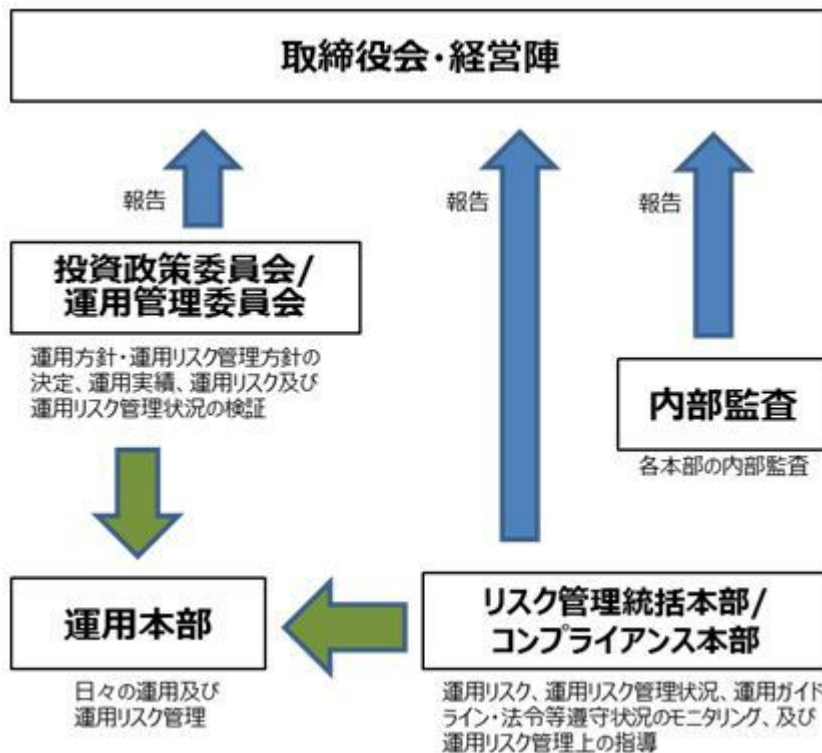 取締役会・経営陣
報告
報告
報告
投資政策委員会/
運用管理委員会
運用方針・運用リスク管理方針の
決定、運用実績、運用リスク及び
運用リスク管理状況の検証
内部監査
各本部の内部監査
運用本部
日々の運用及び
運用リスク管理
リスク管理統括本部/
コンプライアンス本部
運用リスク、運用リスク管理状況、運用ガイド
ライン・法令等遵守状況のモニタリング、及び
運用リスク管理上の指導